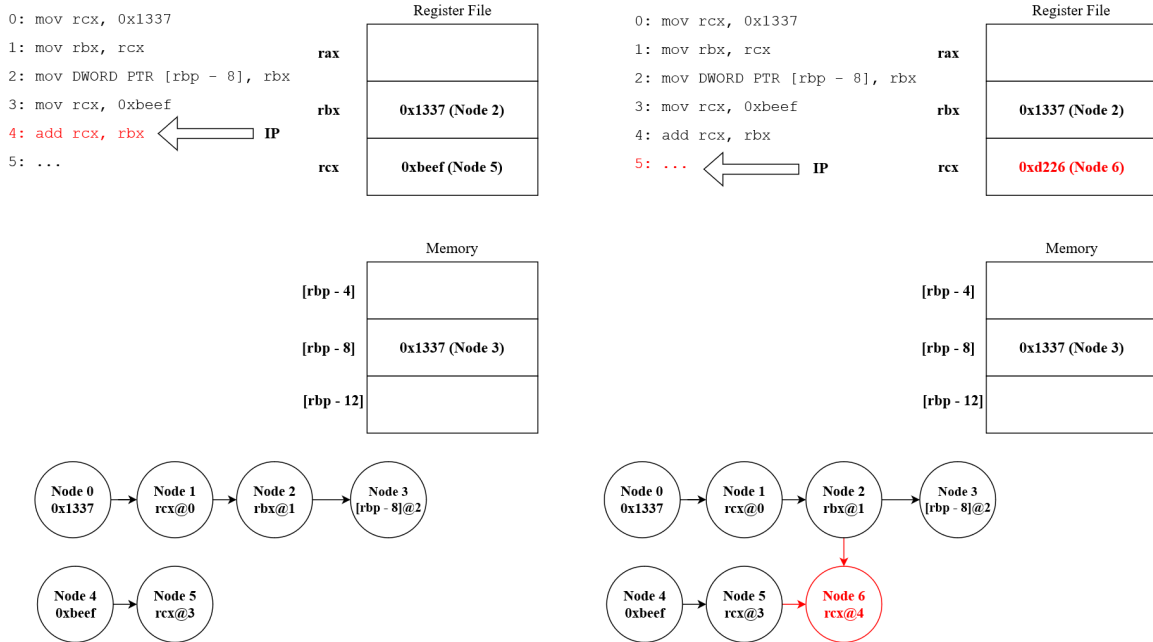 0: mov rcx, 0x1337
1: mov rbx, rcx
2: mov DWORD PTR [rbp - 8], rbx
3: mov rcx, 0xbeef
4: add rcx, rbx
IP
5: ...
Register File
rax
rbx
0x1337 (Node 2)
rcx
0xbeef (Node 5)
Memory
[rbp - 4]
[rbp - 8]
0x1337 (Node 3)
[rbp - 12]
Node 0
0x1337
Node 1
rcx@0
Node 2
rbx@1
Node 3
[rbp - 8]@2
Node 4
0xbeef
Node 5
rcx@3
0: mov rcx, 0x1337
1: mov rbx, rcx
2: mov DWORD PTR [rbp - 8], rbx
3: mov rcx, 0xbeef
4: add rcx, rbx
5: ...
IP
Register File
rax
rbx
0x1337 (Node 2)
rcx
0xd226 (Node 6)
Memory
[rbp - 4]
[rbp - 8]
0x1337 (Node 3)
[rbp - 12]
Node 0
0x1337
Node 1
rcx@0
Node 2
rbx@1
Node 3
[rbp - 8]@2
Node 4
0xbeef
Node 5
rcx@3
Node 6
rcx@4